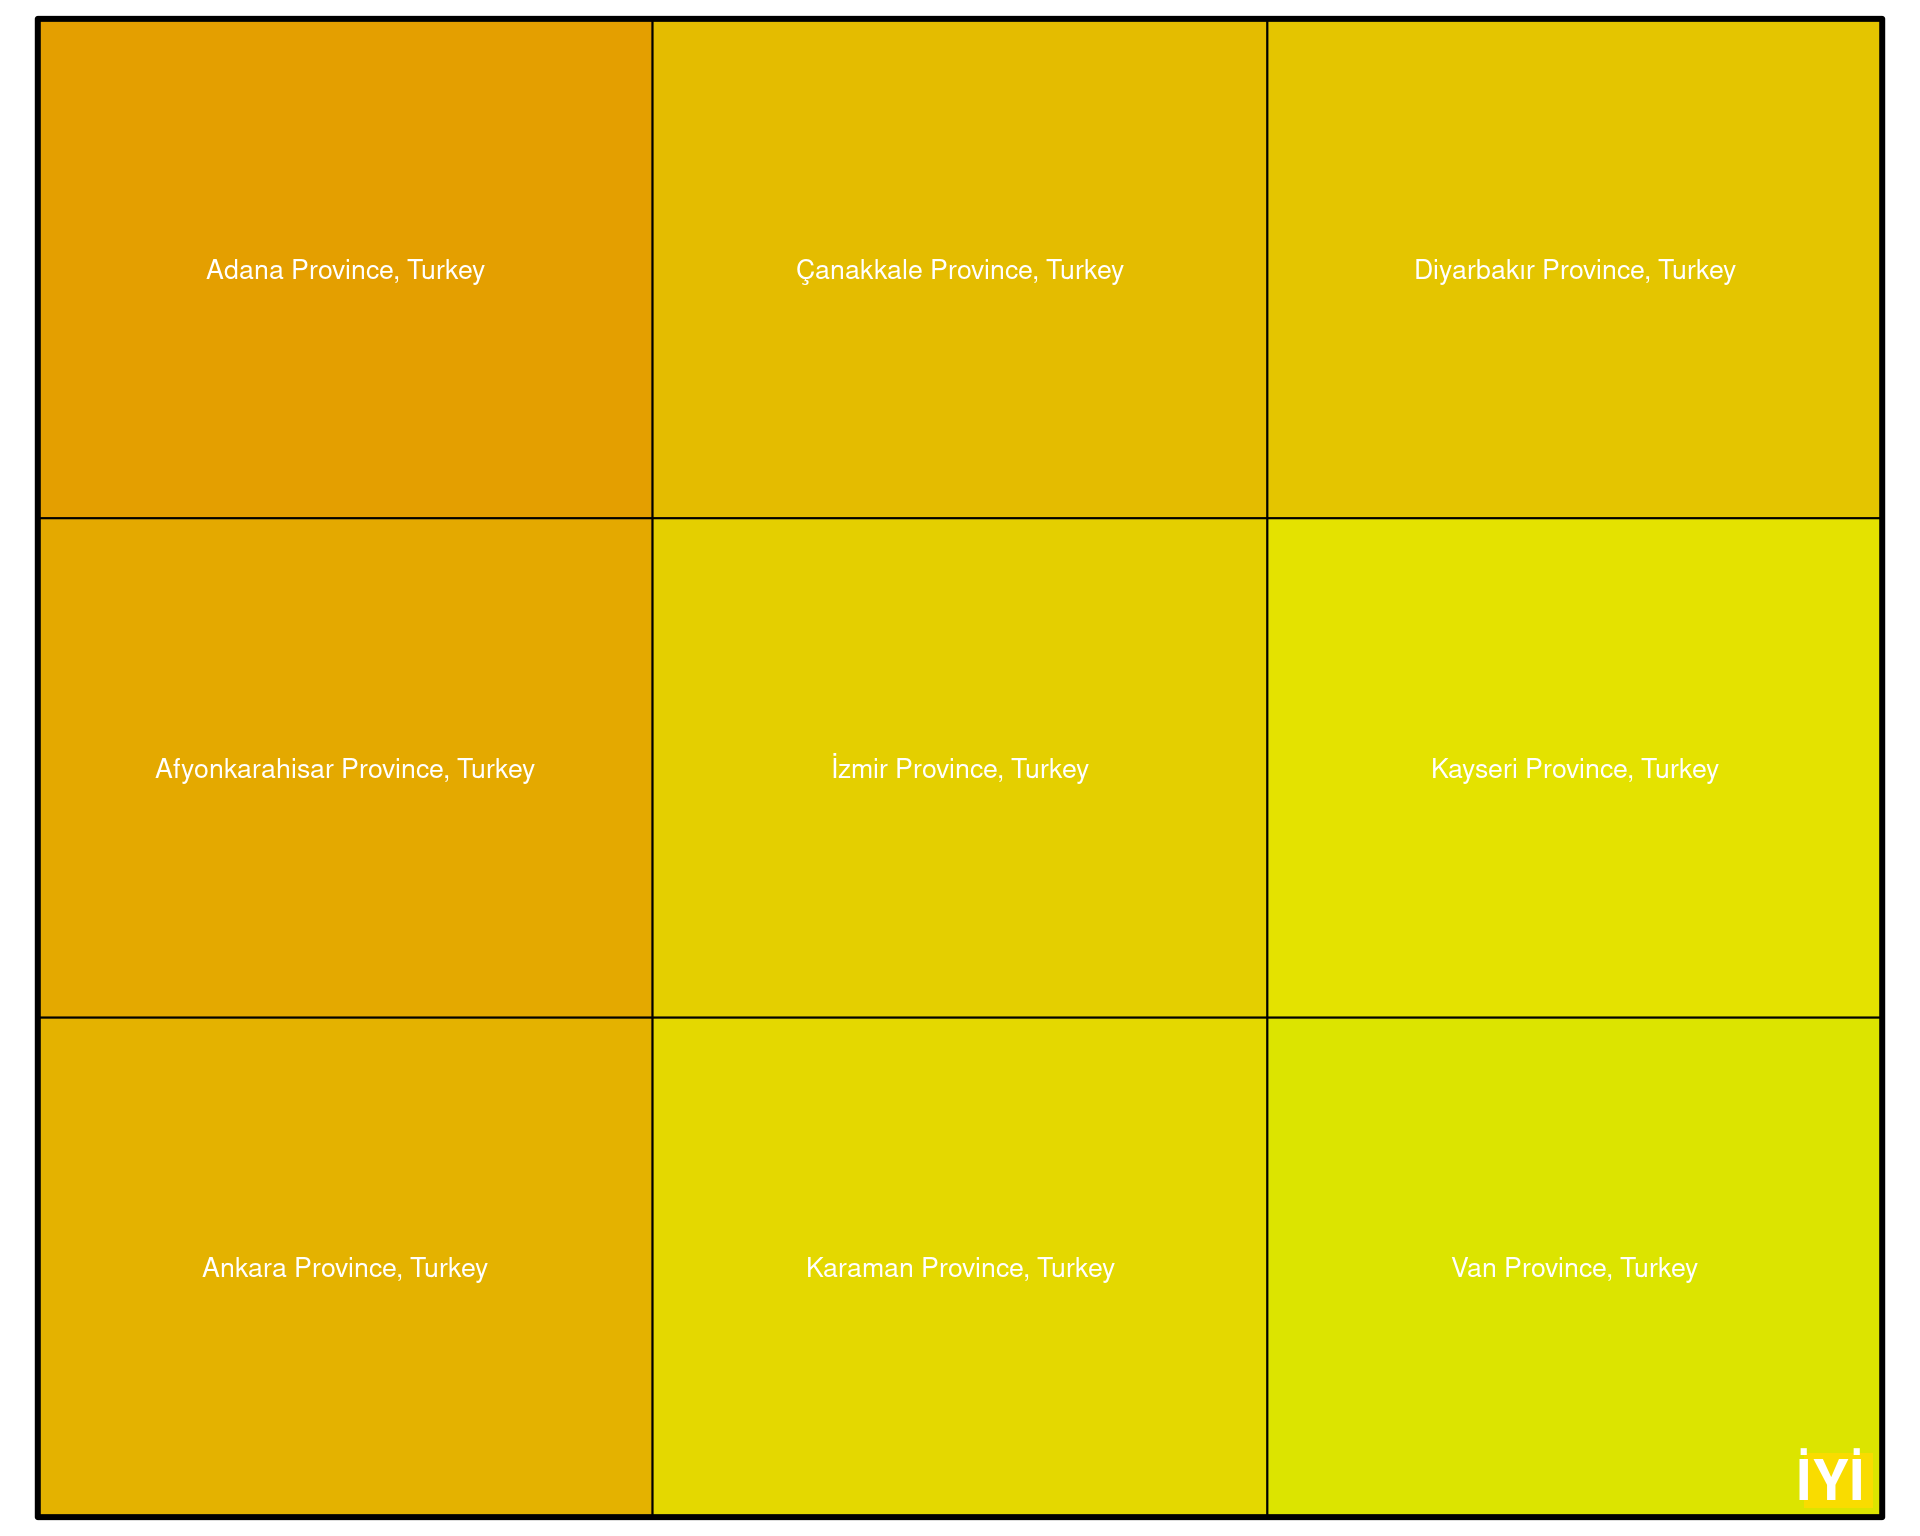 Adana Province, Turkey
Çanakkale Province, Turkey
Diyarbakır Province, Turkey
Afyonkarahisar Province, Turkey
İzmir Province, Turkey
Kayseri Province, Turkey
Ankara Province, Turkey
Karaman Province, Turkey
Van Province, Turkey
İYİ